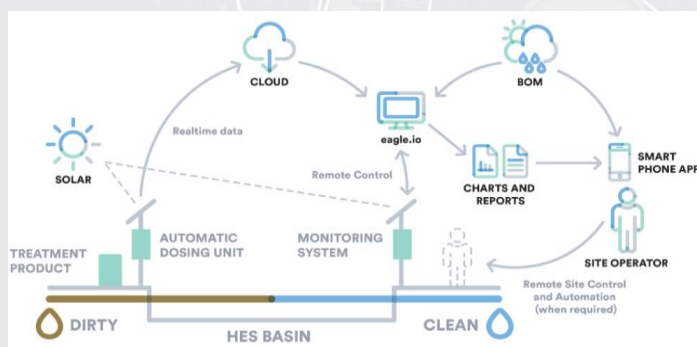 CLOUD
BOM
Realtime data
eagle.io
SOLAR
Remote Control
CHARTS AND
REPORTS
SMART
PHONE APP
TREATMENT
PRODUCT
AUTOMATIC
DOSING UNIT
MONITORING
SYSTEM
SITE OPERATOR
Remote Site Control
and Automation
(when required)
DIRTY
HES BASIN
CLEAN